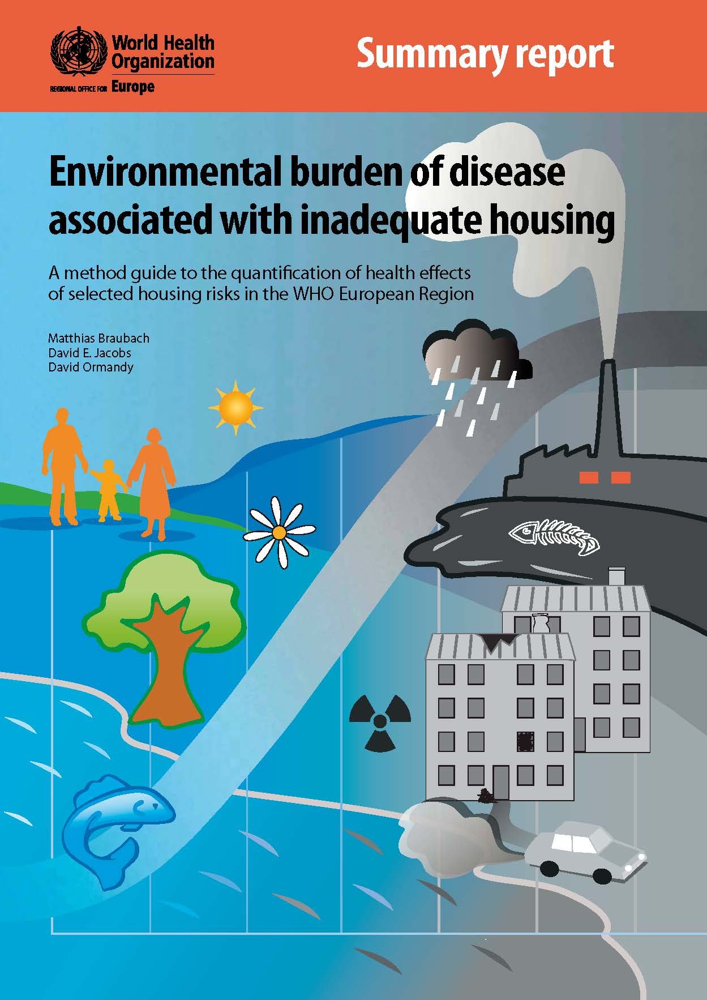 World Health
Organization
REGIONAL OFFICE FOR Europe
Summary report
Environmental burden of disease
associated with inadequate housing
A method guide to the quantification of health effects
of selected housing risks in the WHO European Region
Matthias Braubach
David E. Jacobs
David Ormandy